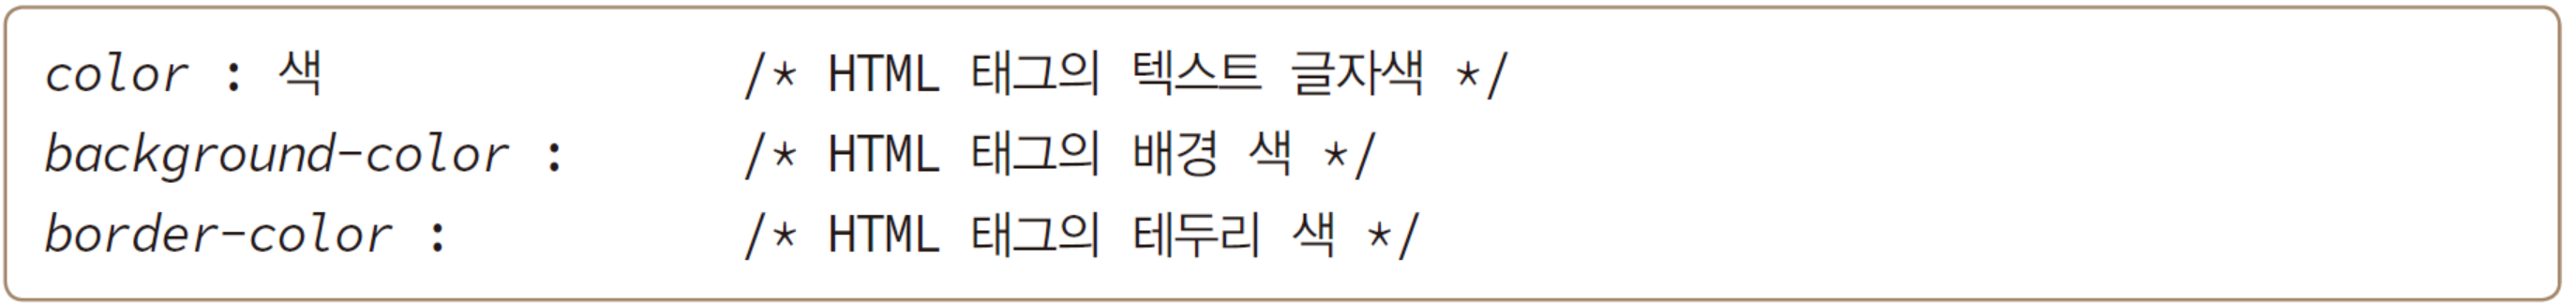 color : 색 /* HTML 태그의 텍스트 글자색 */
background-color : /* HTML 태그의 배경 색 */
border-color : /* HTML 태그의 테두리 색 */